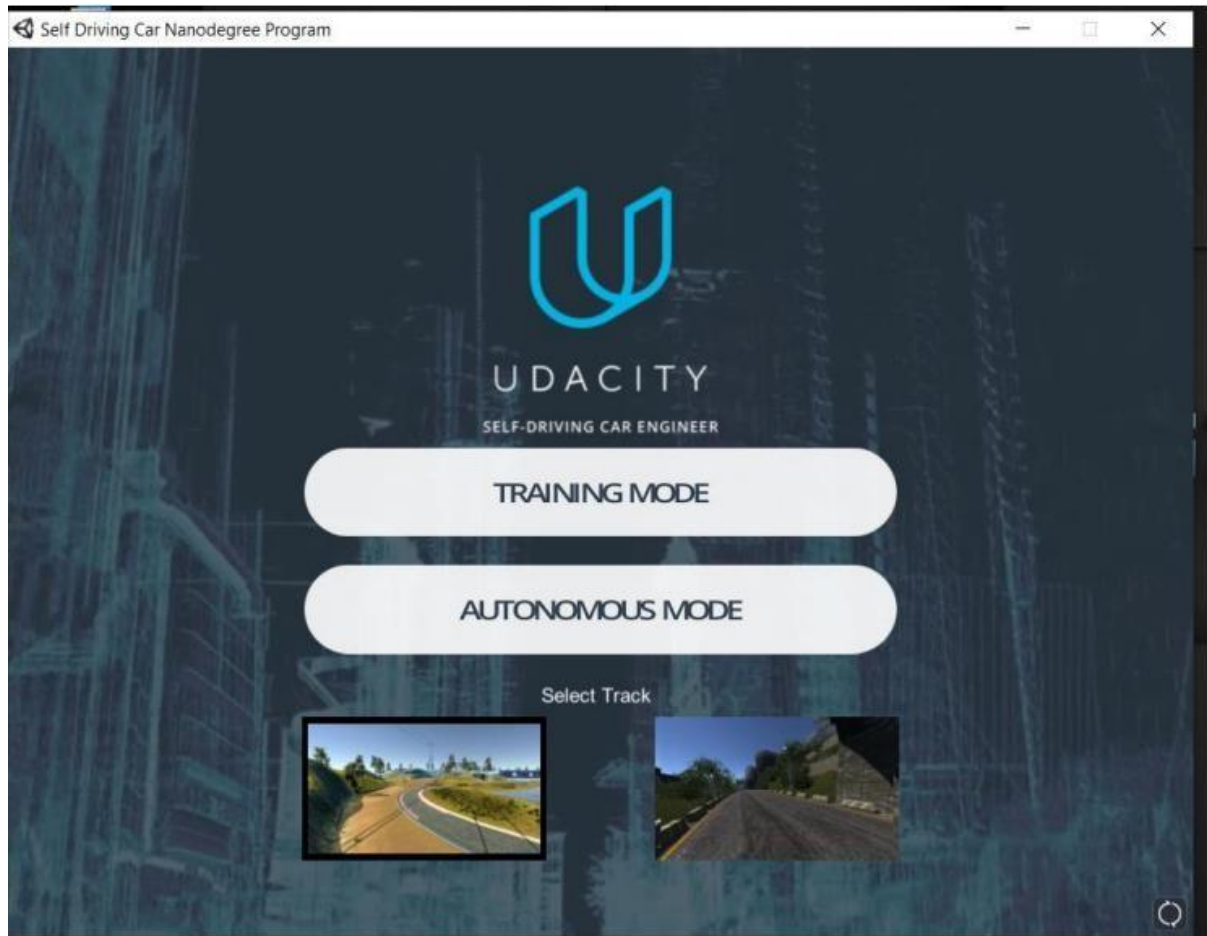 Self Driving Car Nanodegree Program
UDACITY
SELF-DRIVING CAR ENGINEER
TRAINING MODE
AUTONOMOUS MODE
Select Track